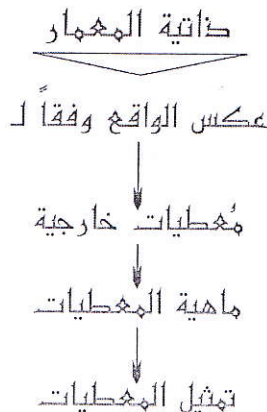 ذاتية المعمار
عكس الواقع وفقاً لـ
مُعطيات خارجية
ماهية المعطيات
تمثيل المعطيات